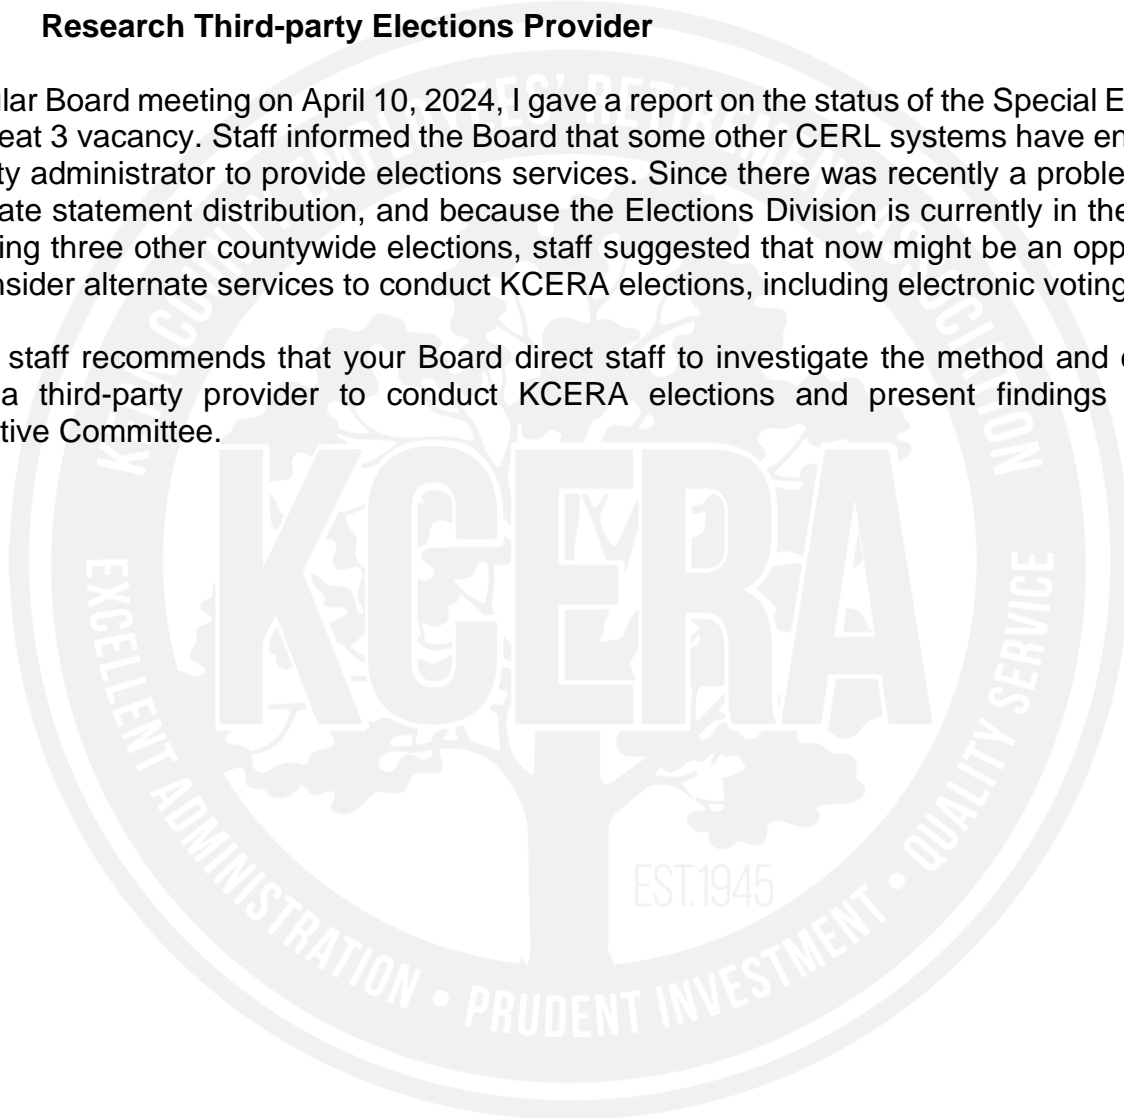 Research Third-party Elections Provider
lar Board meeting on April 10, 2024, I gave a report on the status of the Special E
eat 3 vacancy. Staff informed the Board that some other CERL systems have en
ty administrator to provide elections services. Since there was recently a proble
ate statement distribution, and because the Elections Division is currently in the
ing three other countywide elections, staff suggested that now might be an opp
nsider alternate services to conduct KCERA elections, including electronic voting
staff recommends that your Board direct staff to investigate the method and
a third-party provider to conduct KCERA elections and present findings
tive Committee.
KCERA
EST.1945
EMPLOYEES' RETIREMENT ASSOCIATION
EXCELLENT ADMINISTRATION • PRUDENT INVESTMENT • QUALITY SERVICE